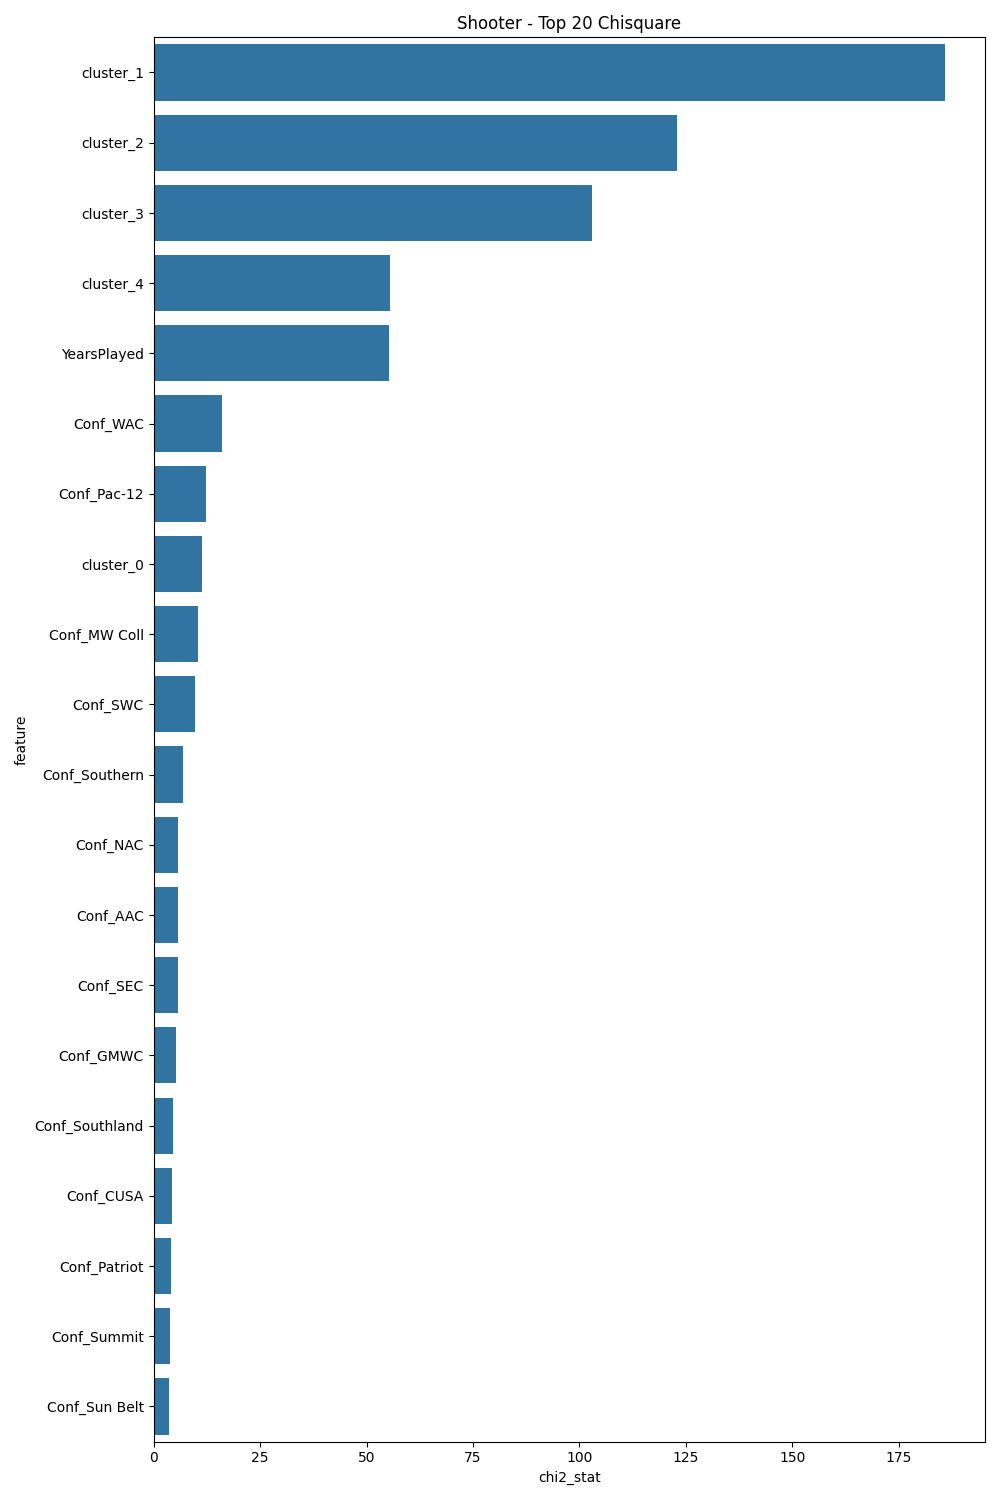 Shooter - Top 20 Chisquare
cluster_1
cluster_2
cluster_3
cluster_4
YearsPlayed
Conf_WAC
Conf_Pac-12
cluster_0
Conf_MW Coll
Conf_SWC
Conf_Southern
Conf_NAC
Conf_AAC
Conf_SEC
Conf_GMWC
Conf_Southland
Conf_CUSA
Conf_Patriot
Conf_Summit
Conf_Sun Belt
feature
0 25 50 75 100 125 150 175
chi2_stat